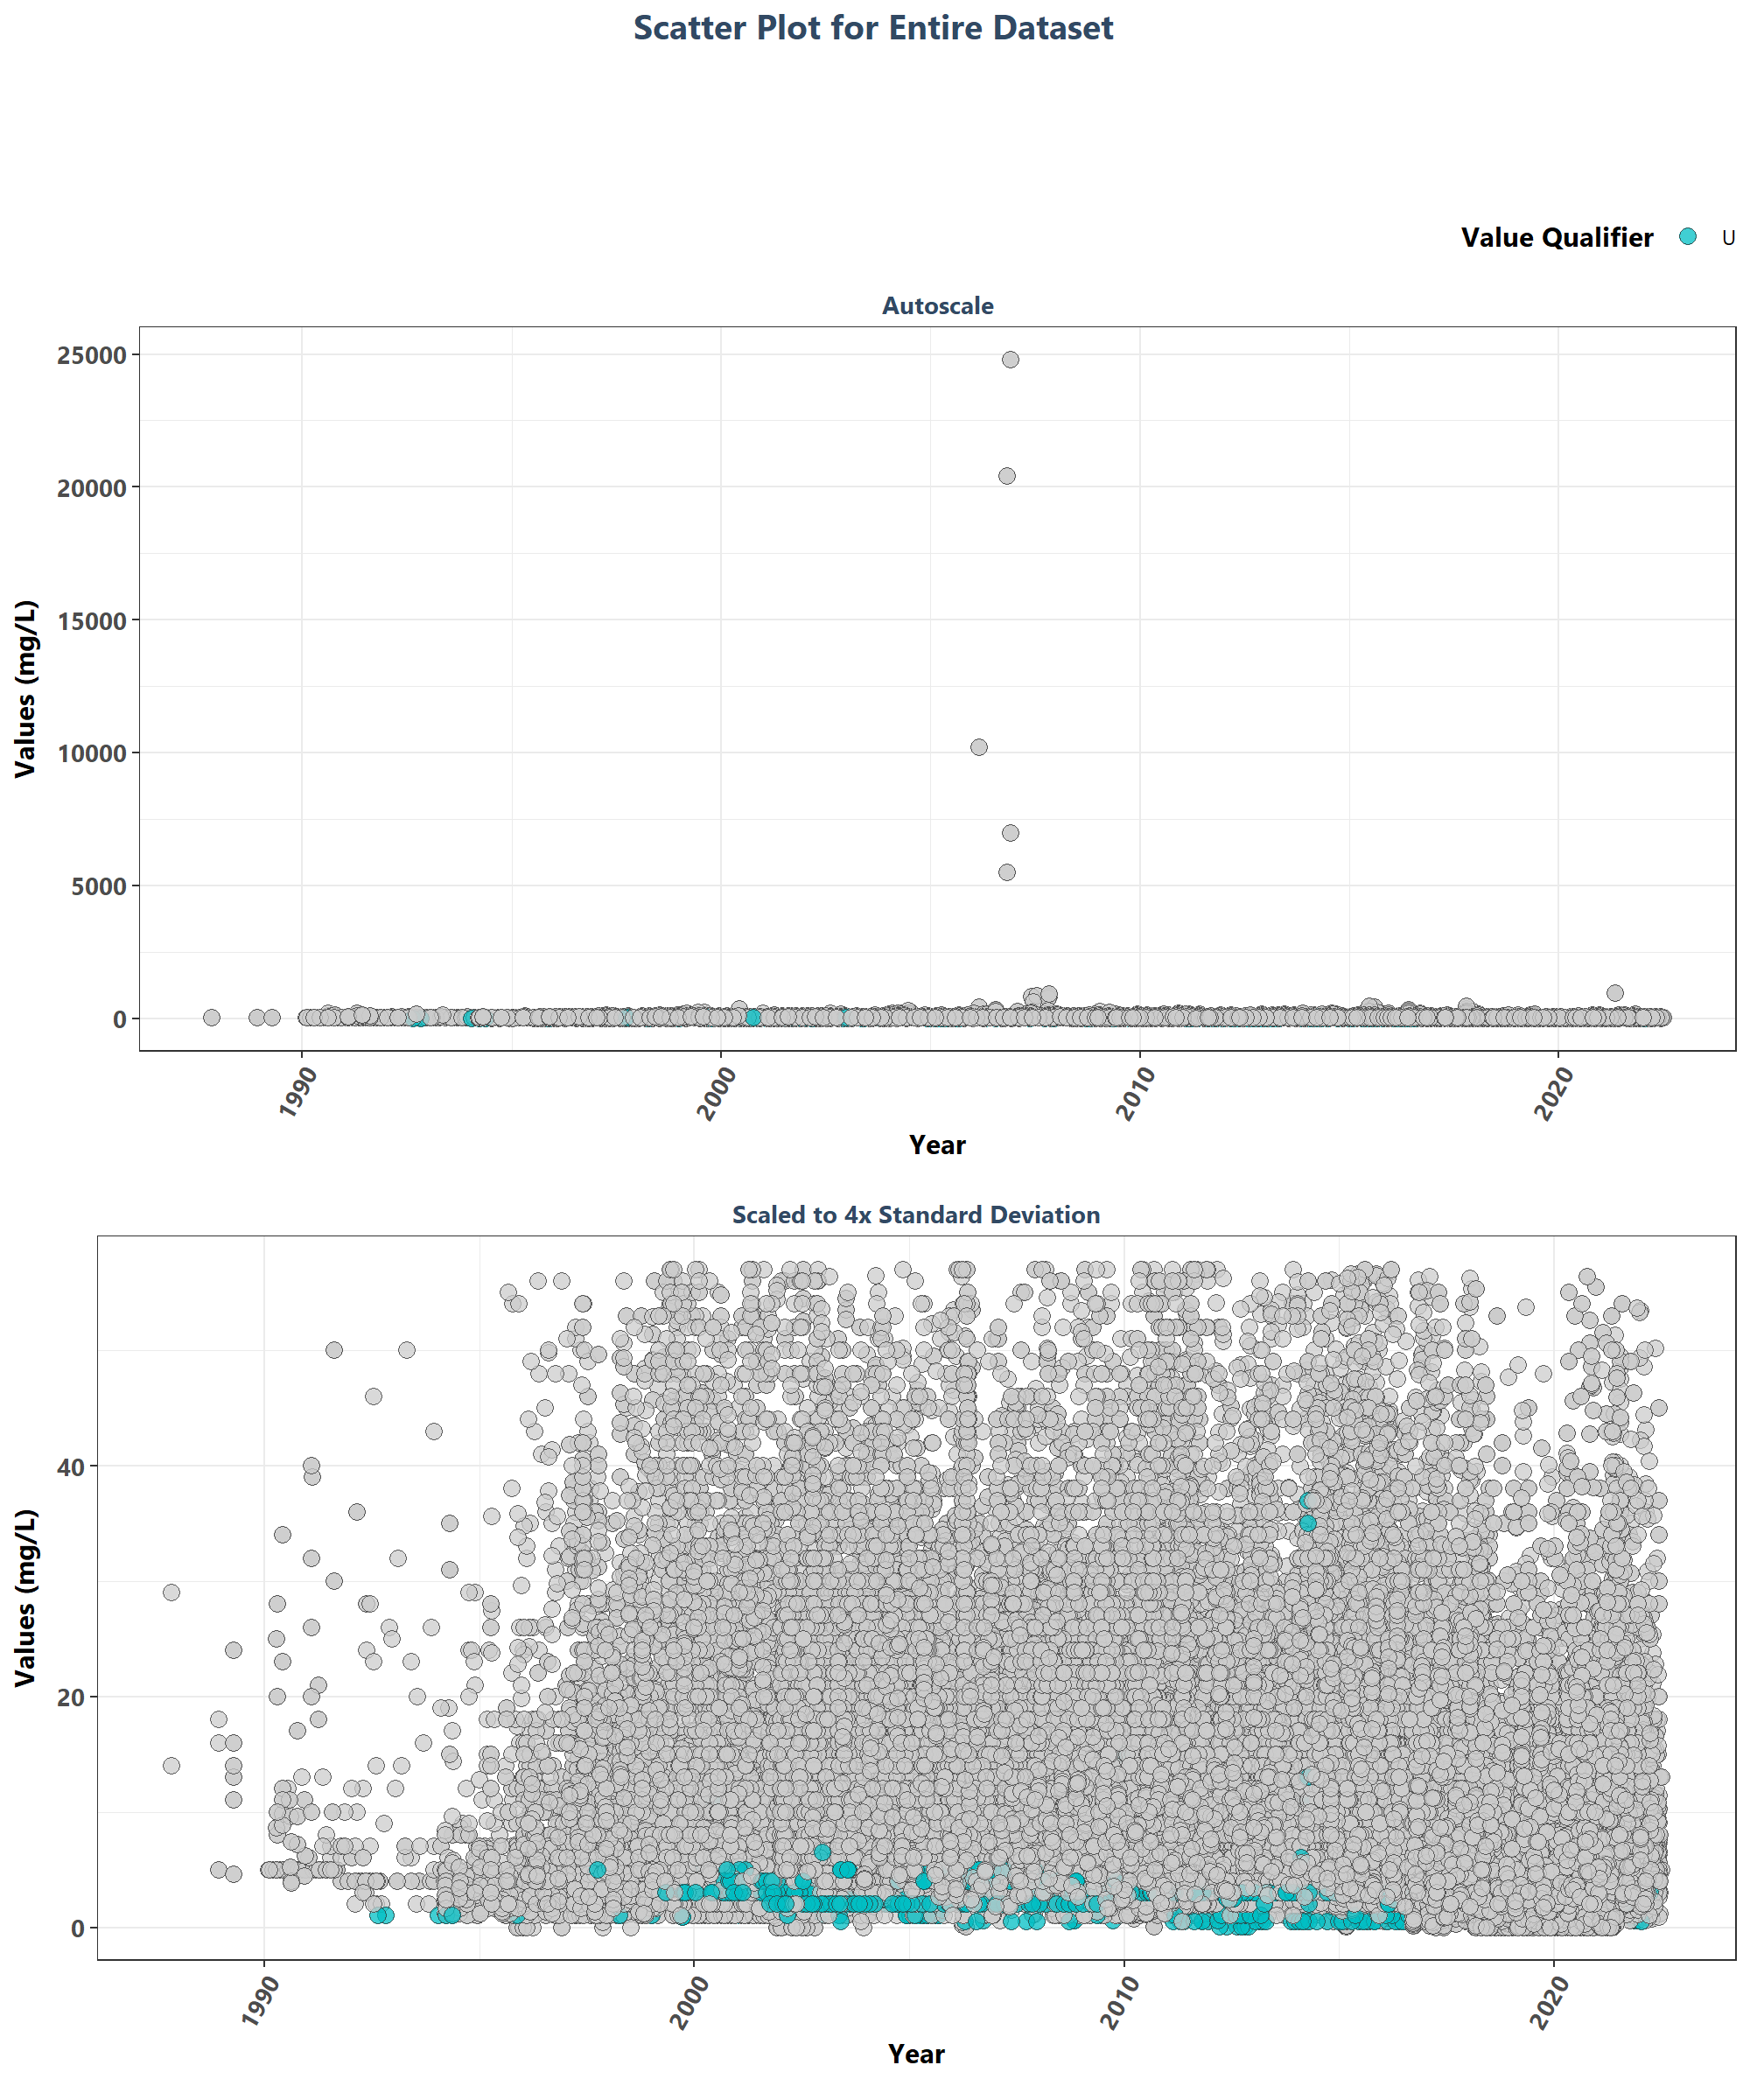 Scatter Plot for Entire Dataset
Value Qualifier U
Autoscale
25000
20000
15000
10000
5000
0
Values (mg/L)
1990 2000 2010 2020
Year
Scaled to 4x Standard Deviation
40
20
0
Values (mg/L)
1990 2000 2010 2020
Year